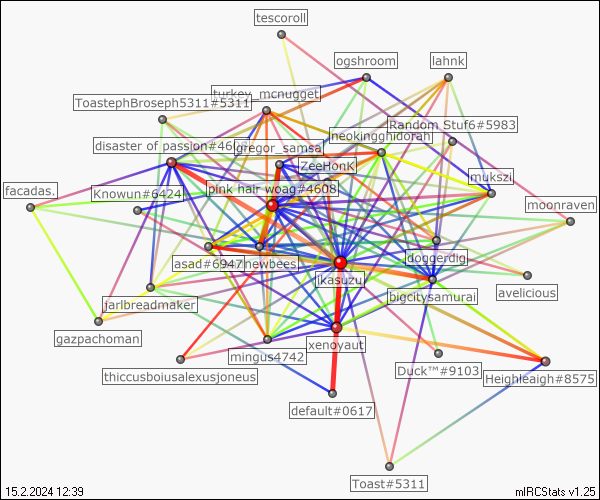 tescoroll
ogshroom
lahnk
turkey_mcnugget
ToastephBroseph5311#5311
Random Stuf6#5983
neokingghidorah
disaster of passion#4608
gregor_samsa
ZeeHonK
mukszi
pink hair woag#4608
facadas.
Knowun#6424
moonraven
doggerdig
asad#6947
newbees
jkasuzu
avelicious
bigcitysamurai
jarlbreadmaker
gazpachoman
xenoyaut
mingus4742
thiccusboiusalexusjoneus
Duck™#9103
Heighleaigh#8575
default#0617
Toast#5311
15.2.2024 12:39
mIRCStats v1.25